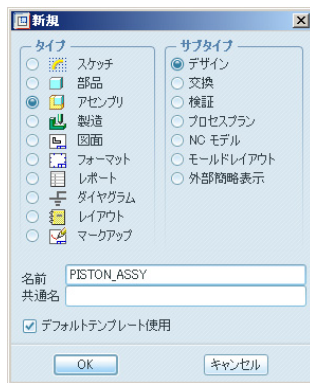 新規
タイプ
スケッチ
部品
アセンブリ
製造
図面
フォーマット
レポート
ダイヤグラム
レイアウト
マークアップ
サブタイプ
デザイン
交換
検証
プロセスプラン
NC モデル
モールドレイアウト
外部簡略表示
名前 PISTON_ASSY
共通名
デフォルトテンプレート使用
OK キャンセル